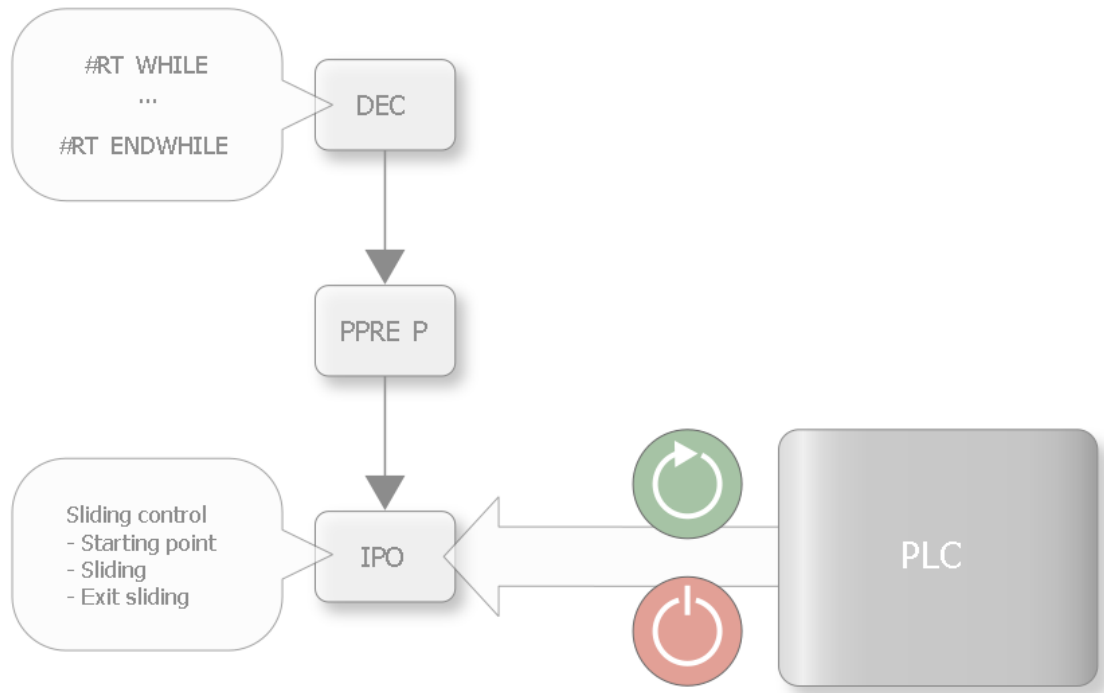 #RT WHILE
...
#RT ENDWHILE
DEC
PPRE P
Sliding control
- Starting point
- Sliding
- Exit sliding
IPO
PLC